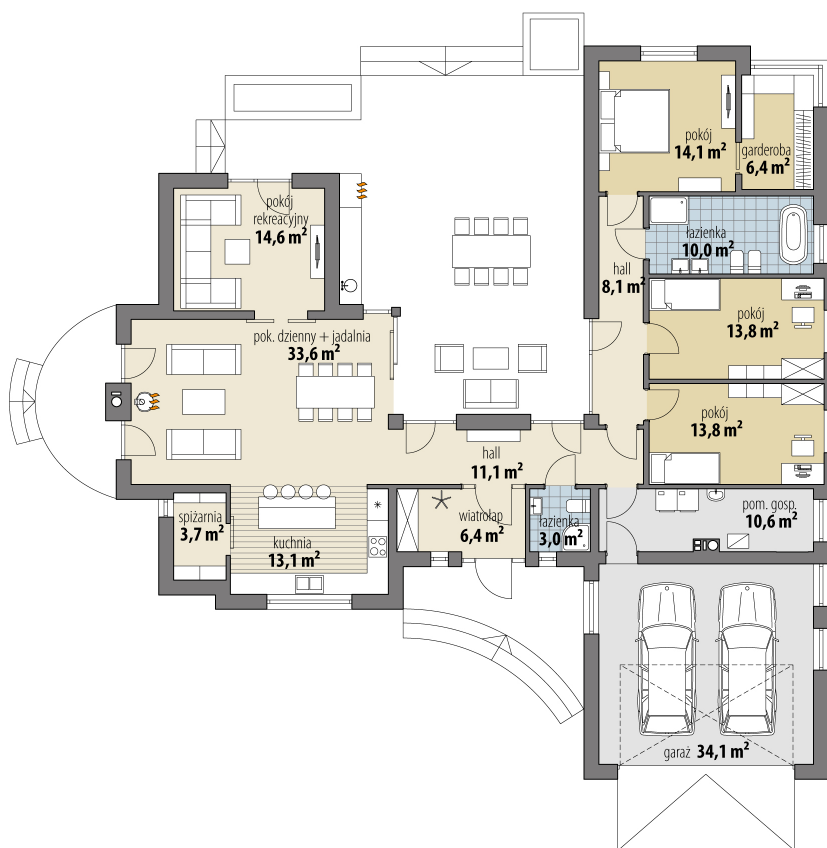 pokój
14,1 m²
garderoba
6,4 m²
pokój
rekreacyjny
14,6 m²
łazienka
10,0 m²
hall
8,1 m²
pokój
13,8 m²
pok. dzienny + jadalnia
33,6 m²
pokój
13,8 m²
hall
11,1 m²
spiżarnia
3,7 m²
kuchnia
13,1 m²
wiatrołap
6,4 m²
łazienka
3,0 m²
pom. gosp.
10,6 m²
garaż 34,1 m²